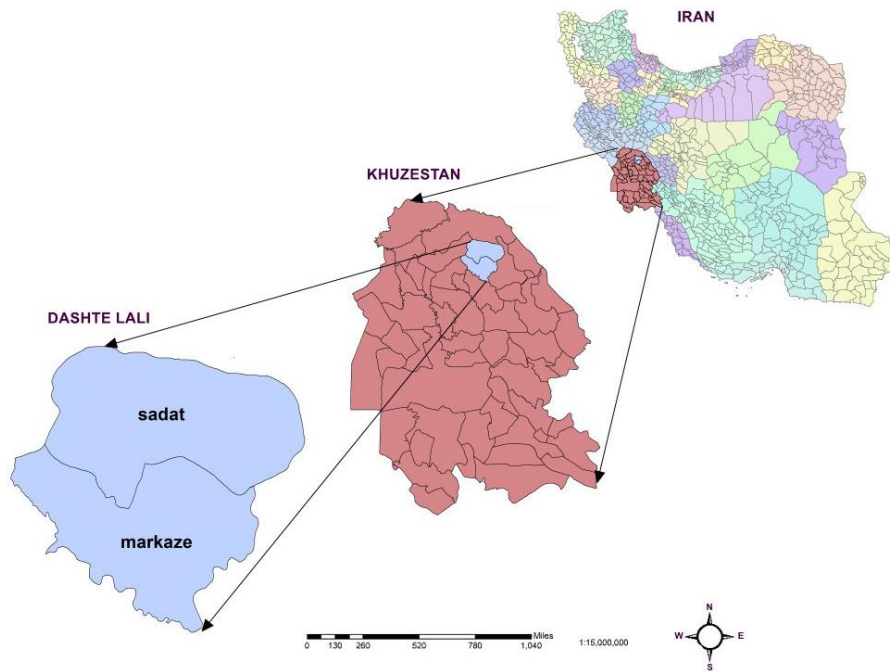 IRAN
KHUZESTAN
DASHTE LALI
sadat
markaze
Miles
0 130 260 520 780 1,040
1:15,000,000
N
W E
S